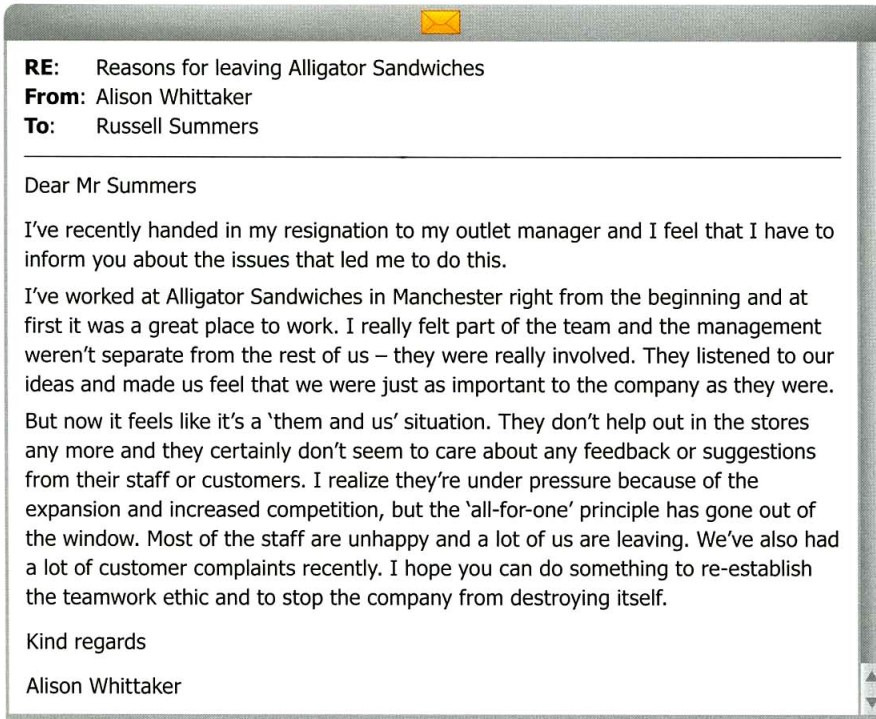 RE: Reasons for leaving Alligator Sandwiches
From: Alison Whittaker
To: Russell Summers
Dear Mr Summers
I've recently handed in my resignation to my outlet manager and I feel that I have to
inform you about the issues that led me to do this.
I've worked at Alligator Sandwiches in Manchester right from the beginning and at
first it was a great place to work. I really felt part of the team and the management
weren't separate from the rest of us – they were really involved. They listened to our
ideas and made us feel that we were just as important to the company as they were.
But now it feels like it's a 'them and us' situation. They don't help out in the stores
any more and they certainly don't seem to care about any feedback or suggestions
from their staff or customers. I realize they're under pressure because of the
expansion and increased competition, but the 'all-for-one' principle has gone out of
the window. Most of the staff are unhappy and a lot of us are leaving. We've also had
a lot of customer complaints recently. I hope you can do something to re-establish
the teamwork ethic and to stop the company from destroying itself.
Kind regards
Alison Whittaker